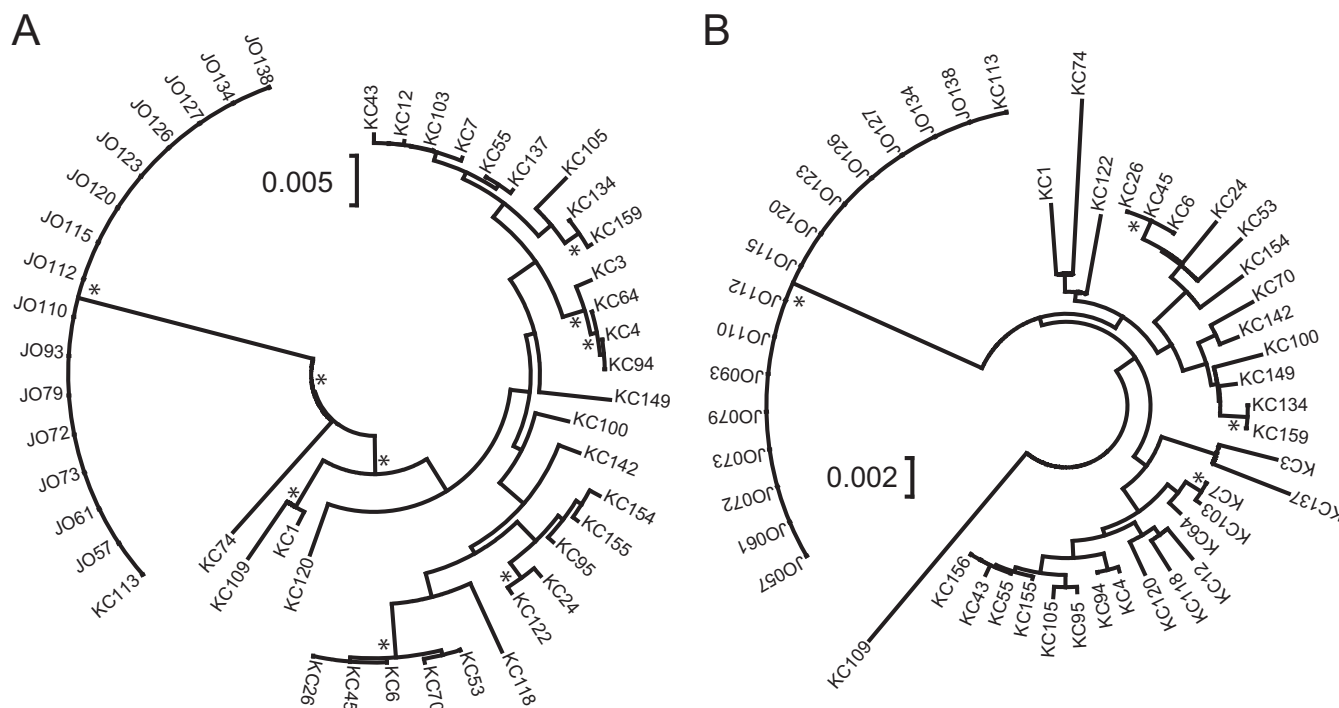 A
JO138
JO134
JO127
JO126
JO123
JO120
JO115
JO112
JO110
JO93
JO79
JO72
JO73
JO61
JO57
KC113
0.005
KC43
KC12
KC103
KC7
KC55
KC137
KC105
KC134
KC159
KC3
KC64
KC4
KC94
KC149
KC100
KC142
KC154
KC155
KC95
KC24
KC122
KC118
KC53
KC70
KC6
KC45
KC26
KC120
KC1
KC109
KC74
*
*
*
*
*
*
*
*
*
B
KC113
JO138
JO134
JO127
JO126
JO123
JO120
JO115
JO112
JO110
JO093
JO079
JO073
JO072
JO061
JO057
0.002
KC1
KC74
KC122
KC26
KC45
KC6
KC24
KC53
KC154
KC70
KC142
KC100
KC149
KC134
KC159
KC3
KC137
KC7
KC103
KC64
KC12
KC118
KC120
KC4
KC94
KC95
KC105
KC155
KC55
KC43
KC156
KC109
*
*
*
*